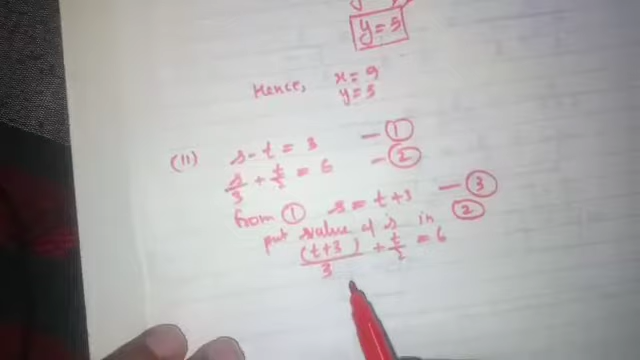 y = 5
Hence, x = 9
y = 5
(11) s - t = 3 — ①
s/3 + t/2 = 6 — ②
from ① s = t+3 — ③
put value of s in ②
(t+3)/3 + t/2 = 6